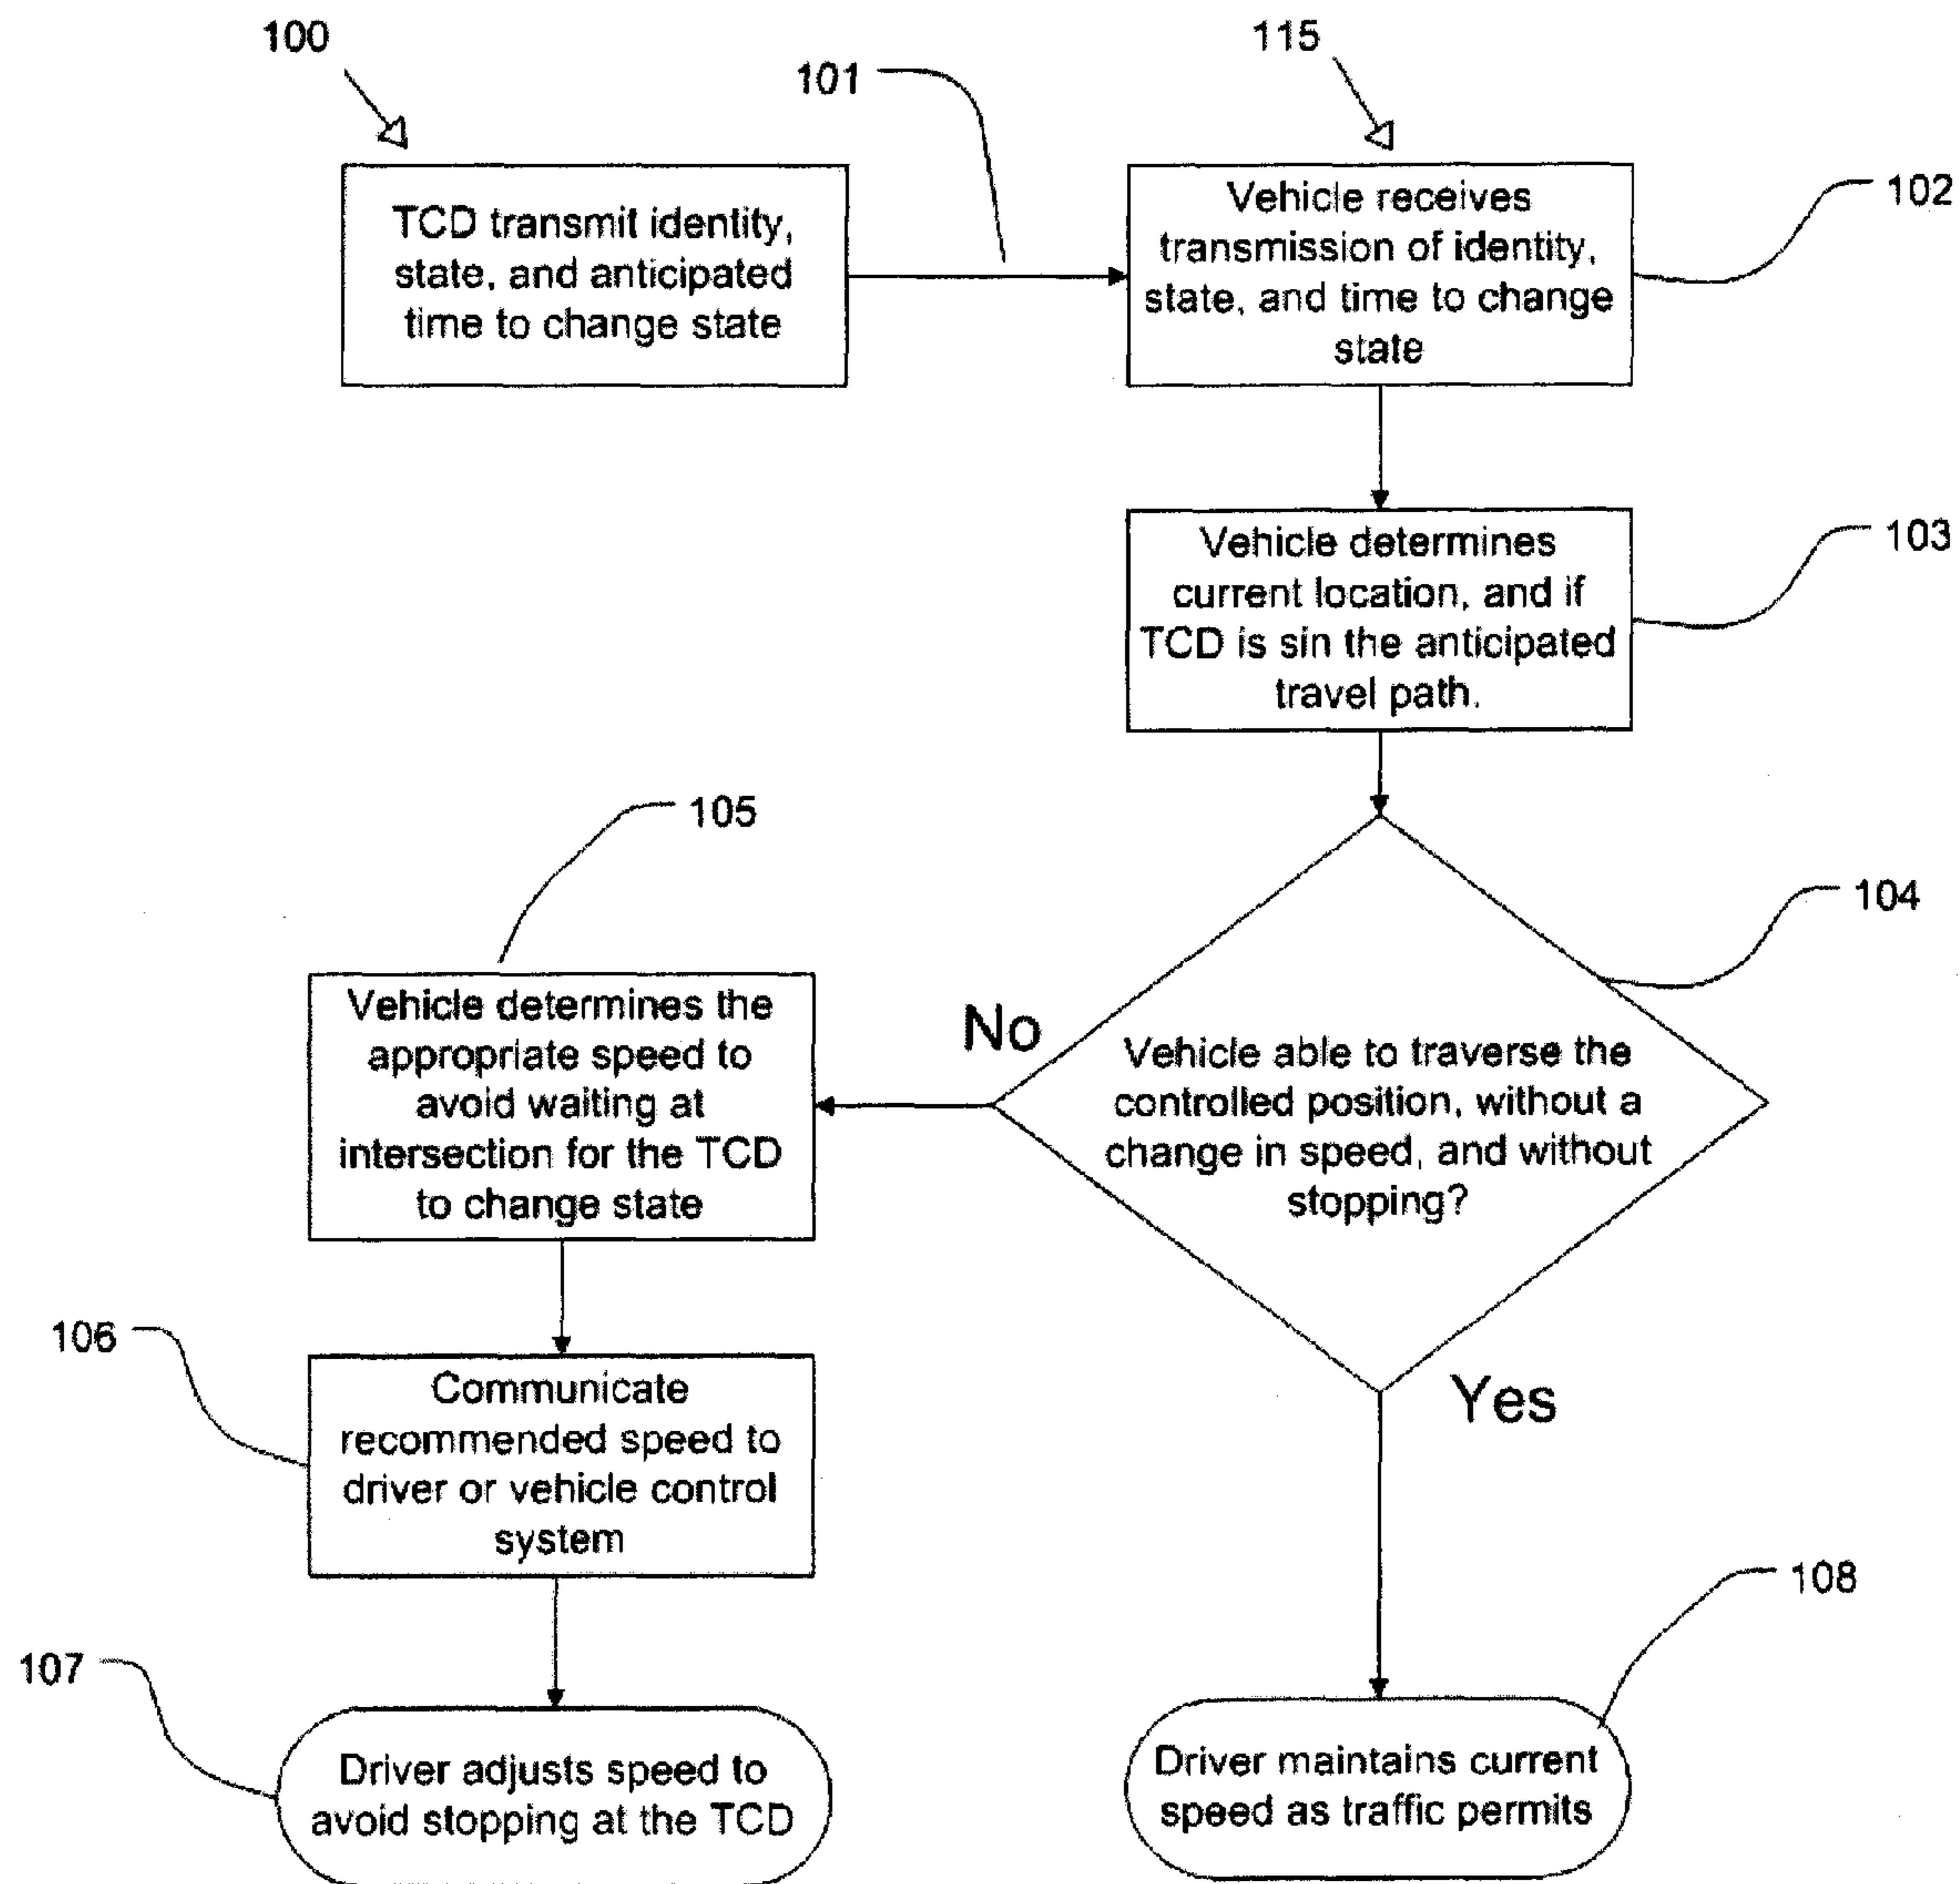 100
115
101
TCD transmit identity,
state, and anticipated
time to change state
Vehicle receives
transmission of identity,
state, and time to change
state
102
Vehicle determines
current location, and if
TCD is sin the anticipated
travel path.
103
105
104
Vehicle determines the
appropriate speed to
avoid waiting at
intersection for the TCD
to change state
No
Vehicle able to traverse the
controlled position, without a
change in speed, and without
stopping?
106
Communicate
recommended speed to
driver or vehicle control
system
Yes
108
107
Driver adjusts speed to
avoid stopping at the TCD
Driver maintains current
speed as traffic permits